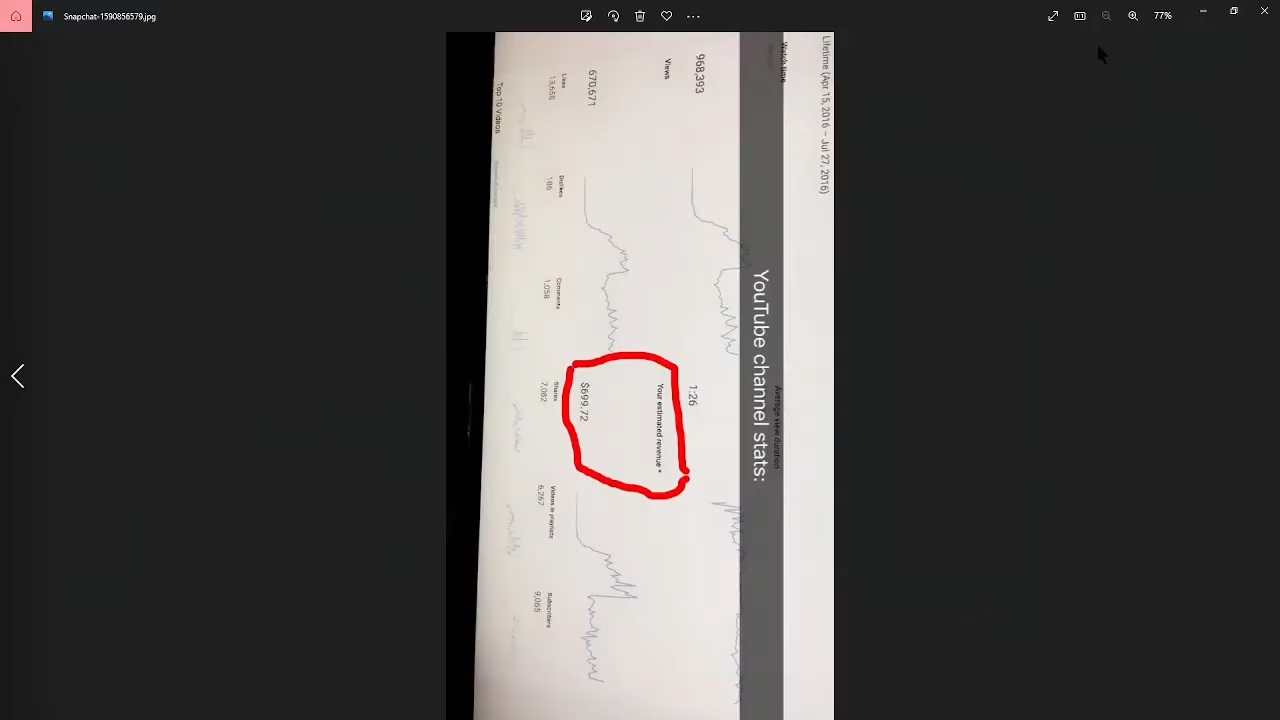 Snapchat-1590856579.jpg
77%
Lifetime (Apr 15, 2016 – Jul 27, 2016)
YouTube channel stats:
Watch time
Average view duration
968,393
1:26
Views
Your estimated revenue *
670,671
$699.72
Likes
Dislikes
Comments
Shares
Videos in playlists
Subscribers
13,658
186
1,058
7,082
6,267
9,065
Top 10 Videos